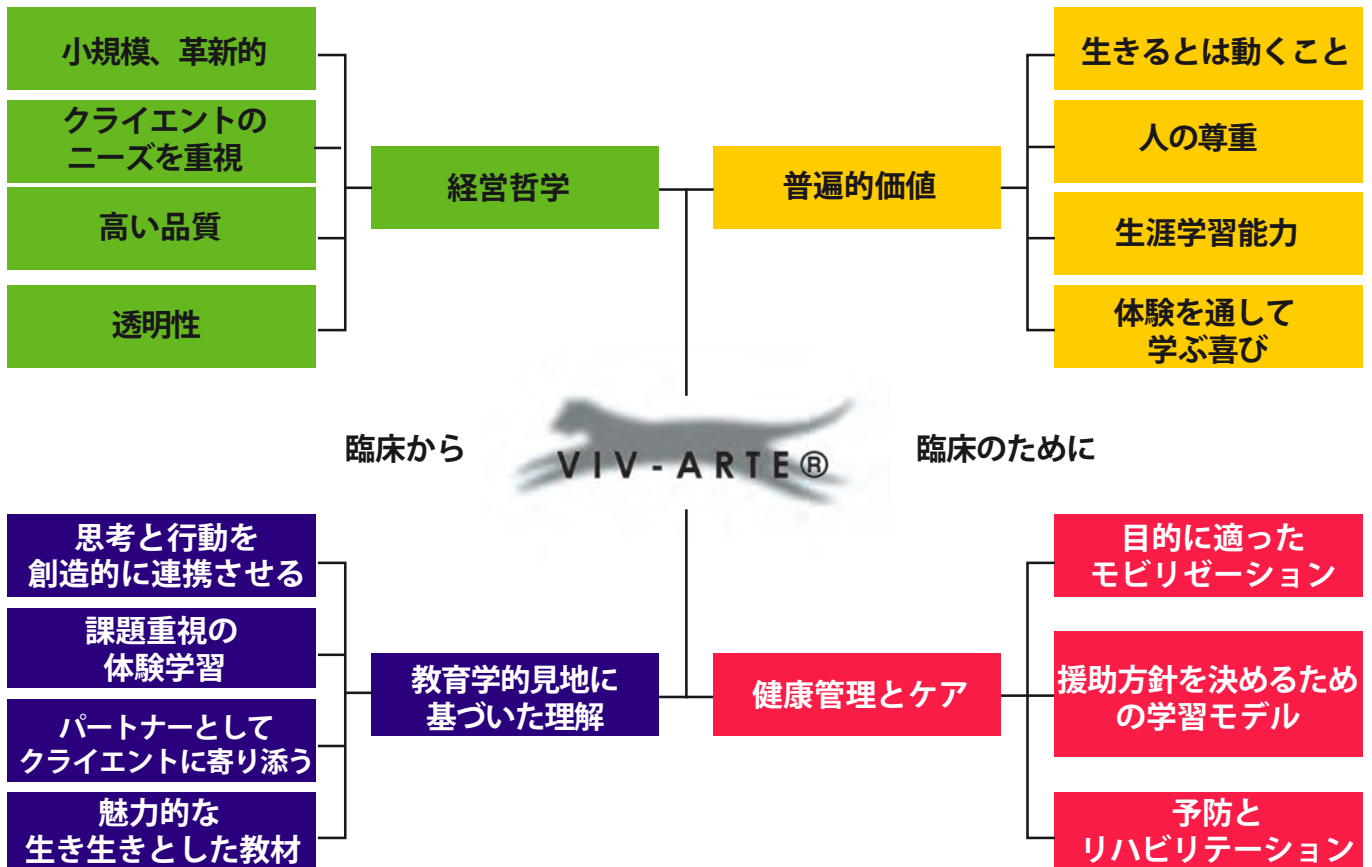 小規模、革新的
クライエントの
ニーズを重視
高い品質
透明性
経営哲学
普遍的価値
生きるとは動くこと
人の尊重
生涯学習能力
体験を通して
学ぶ喜び
臨床から
VIV-ARTE®
臨床のために
思考と行動を
創造的に連携させる
課題重視の
体験学習
パートナーとして
クライエントに寄り添う
魅力的な
生き生きとした教材
教育学的見地に
基づいた理解
健康管理とケア
目的に適った
モビリゼーション
援助方針を決めるため
の学習モデル
予防と
リハビリテーション